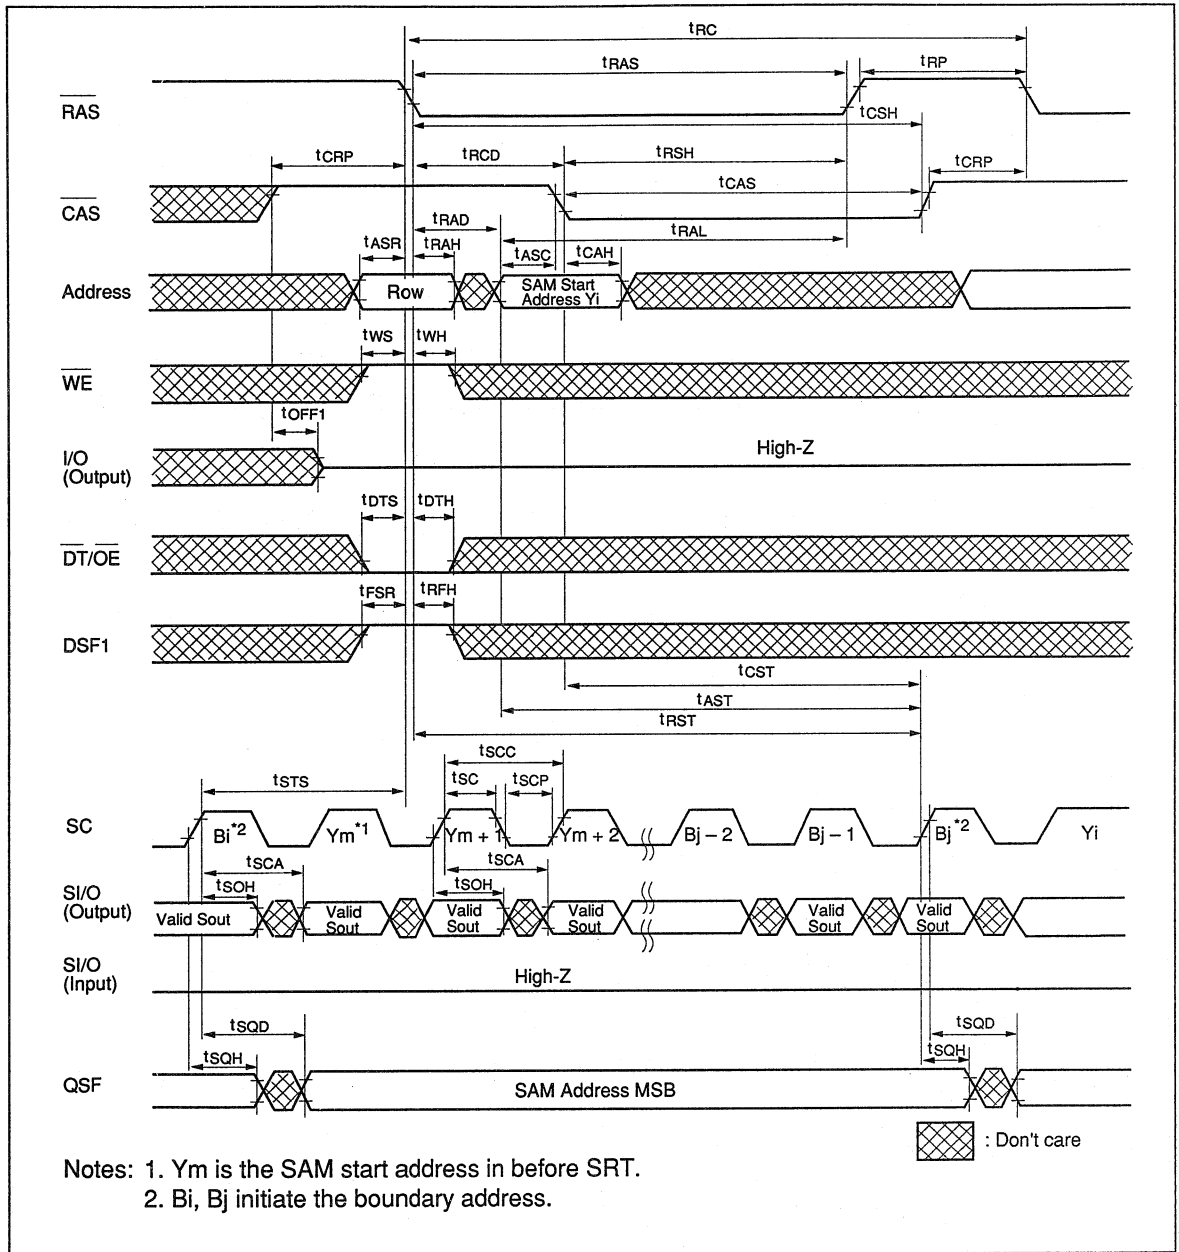 tRC
tRAS
tRP
RAS
tCSH
tCRP
tRCD
tRSH
tCRP
tCAS
CAS
tRAD
tRAL
tASR
tRAH
tASC
tCAH
Address
Row
SAM Start
Address Yi
tWS
tWH
WE
tOFF1
I/O
(Output)
High-Z
tDTS
tDTH
DT/OE
tFSR
tRFH
DSF1
tCST
tAST
tRST
tSCC
tSTS
tSC
tSCP
SC
Bi*2
Ym*1
Ym + 1
Ym + 2
Bj – 2
Bj – 1
Bj*2
Yi
tSCA
tSCA
tSOH
tSOH
SI/O
(Output)
Valid Sout
Valid
Sout
Valid
Sout
Valid
Sout
Valid
Sout
Valid
Sout
SI/O
(Input)
High-Z
tSQD
tSQD
tSQH
tSQH
QSF
SAM Address MSB
: Don't care
Notes: 1. Ym is the SAM start address in before SRT.
2. Bi, Bj initiate the boundary address.